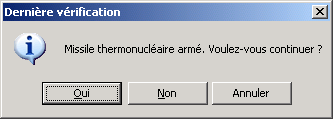 Dernière vérification
Missile thermonucléaire armé. Voulez-vous continuer ?
Oui
Non
Annuler